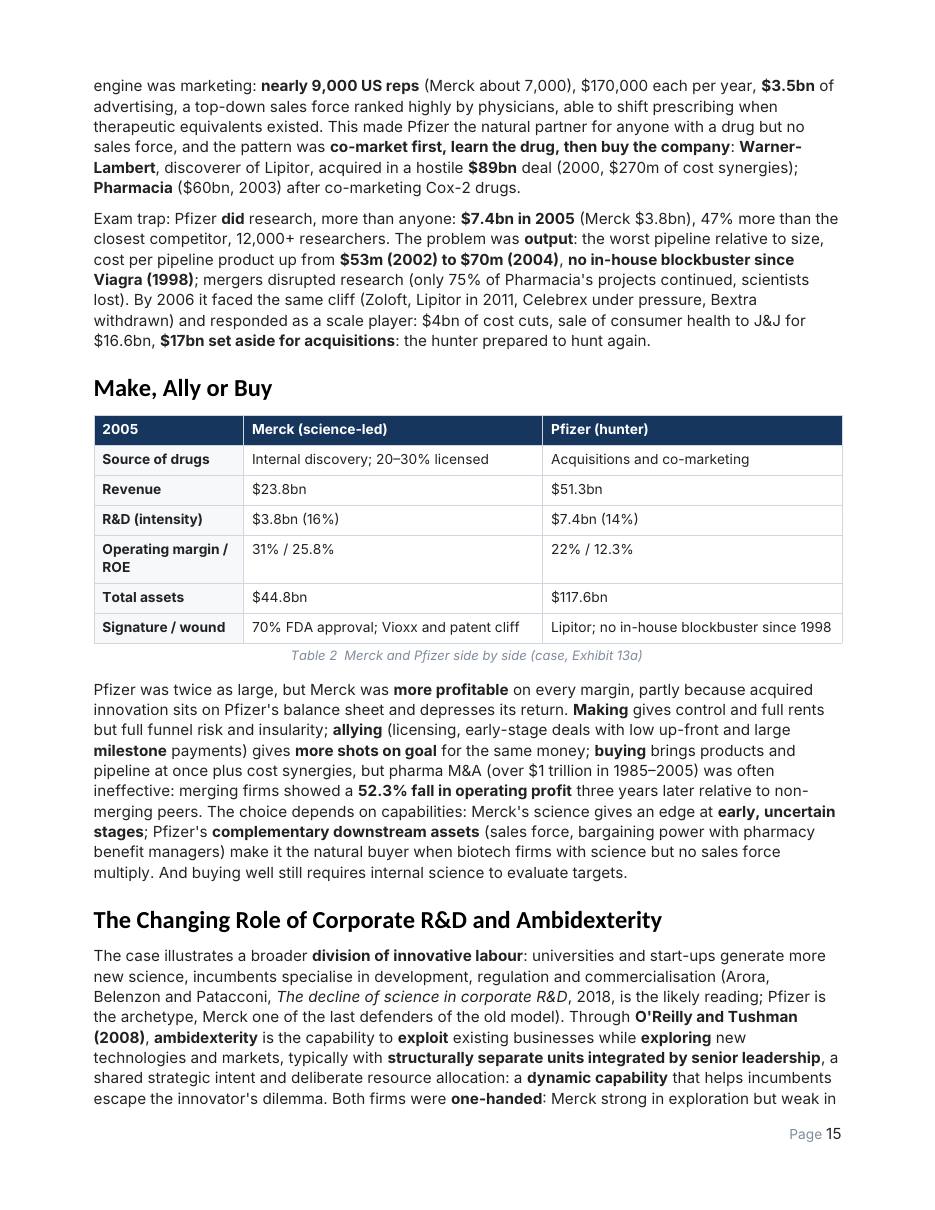 engine was marketing: nearly 9,000 US reps (Merck about 7,000), $170,000 each per year, $3.5bn of
advertising, a top-down sales force ranked highly by physicians, able to shift prescribing when
therapeutic equivalents existed. This made Pfizer the natural partner for anyone with a drug but no
sales force, and the pattern was co-market first, learn the drug, then buy the company: Warner-
Lambert, discoverer of Lipitor, acquired in a hostile $89bn deal (2000, $270m of cost synergies);
Pharmacia ($60bn, 2003) after co-marketing Cox-2 drugs.
Exam trap: Pfizer did research, more than anyone: $7.4bn in 2005 (Merck $3.8bn), 47% more than the
closest competitor, 12,000+ researchers. The problem was output: the worst pipeline relative to size,
cost per pipeline product up from $53m (2002) to $70m (2004), no in-house blockbuster since
Viagra (1998); mergers disrupted research (only 75% of Pharmacia's projects continued, scientists
lost). By 2006 it faced the same cliff (Zoloft, Lipitor in 2011, Celebrex under pressure, Bextra
withdrawn) and responded as a scale player: $4bn of cost cuts, sale of consumer health to J&J for
$16.6bn, $17bn set aside for acquisitions: the hunter prepared to hunt again.
Make, Ally or Buy
2005 Merck (science-led) Pfizer (hunter)
Source of drugs Internal discovery; 20–30% licensed Acquisitions and co-marketing
Revenue $23.8bn $51.3bn
R&D (intensity) $3.8bn (16%) $7.4bn (14%)
Operating margin / 31% / 25.8% 22% / 12.3%
ROE
Total assets $44.8bn $117.6bn
Signature / wound 70% FDA approval; Vioxx and patent cliff Lipitor; no in-house blockbuster since 1998
Table 2 Merck and Pfizer side by side (case, Exhibit 13a)
Pfizer was twice as large, but Merck was more profitable on every margin, partly because acquired
innovation sits on Pfizer's balance sheet and depresses its return. Making gives control and full rents
but full funnel risk and insularity; allying (licensing, early-stage deals with low up-front and large
milestone payments) gives more shots on goal for the same money; buying brings products and
pipeline at once plus cost synergies, but pharma M&A (over $1 trillion in 1985–2005) was often
ineffective: merging firms showed a 52.3% fall in operating profit three years later relative to non-
merging peers. The choice depends on capabilities: Merck's science gives an edge at early, uncertain
stages; Pfizer's complementary downstream assets (sales force, bargaining power with pharmacy
benefit managers) make it the natural buyer when biotech firms with science but no sales force
multiply. And buying well still requires internal science to evaluate targets.
The Changing Role of Corporate R&D and Ambidexterity
The case illustrates a broader division of innovative labour: universities and start-ups generate more
new science, incumbents specialise in development, regulation and commercialisation (Arora,
Belenzon and Patacconi, The decline of science in corporate R&D, 2018, is the likely reading; Pfizer is
the archetype, Merck one of the last defenders of the old model). Through O'Reilly and Tushman
(2008), ambidexterity is the capability to exploit existing businesses while exploring new
technologies and markets, typically with structurally separate units integrated by senior leadership, a
shared strategic intent and deliberate resource allocation: a dynamic capability that helps incumbents
escape the innovator's dilemma. Both firms were one-handed: Merck strong in exploration but weak in
Page 15